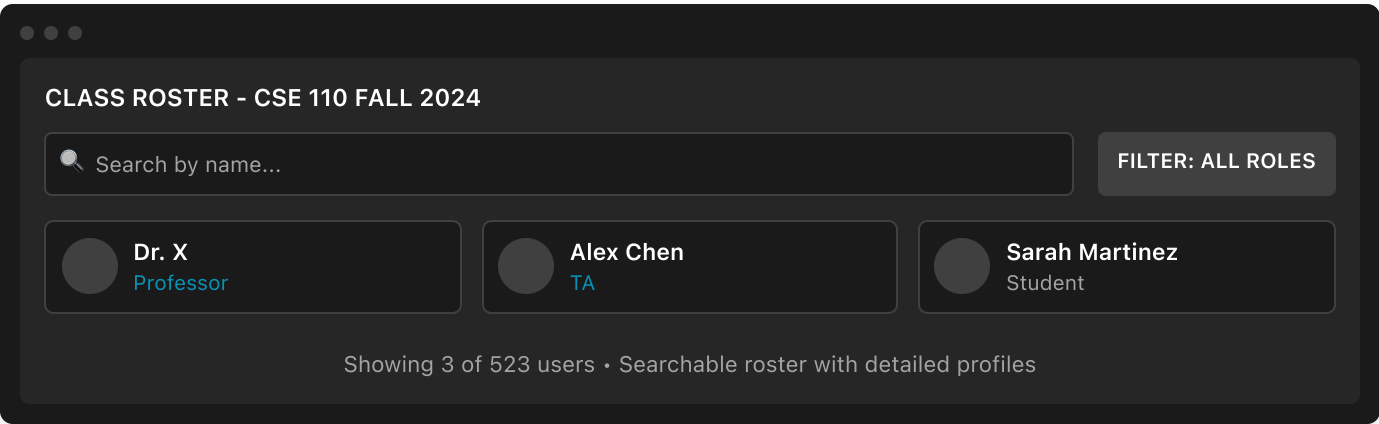 CLASS ROSTER - CSE 110 FALL 2024
Search by name...
FILTER: ALL ROLES
Dr. X
Professor
Alex Chen
TA
Sarah Martinez
Student
Showing 3 of 523 users • Searchable roster with detailed profiles